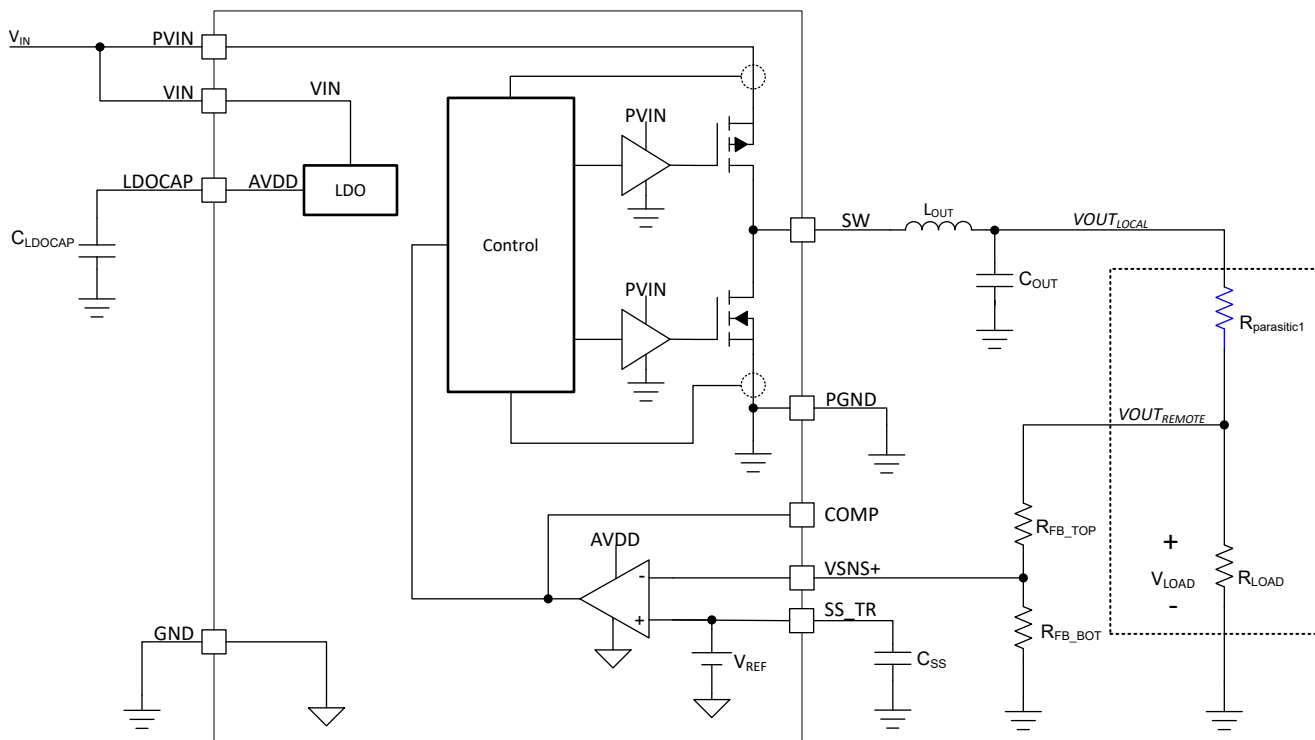 VIN
PVIN
VIN
VIN
LDOCAP
AVDD
LDO
CLDOCAP
Control
PVIN
PVIN
SW
LOUT
VOUTLOCAL
COUT
Rparasitic1
PGND
VOUTREMOTE
COMP
AVDD
-
VSNS+
RFB_TOP
+
VLOAD
-
RLOAD
+
SS_TR
RFB_BOT
VREF
CSS
GND